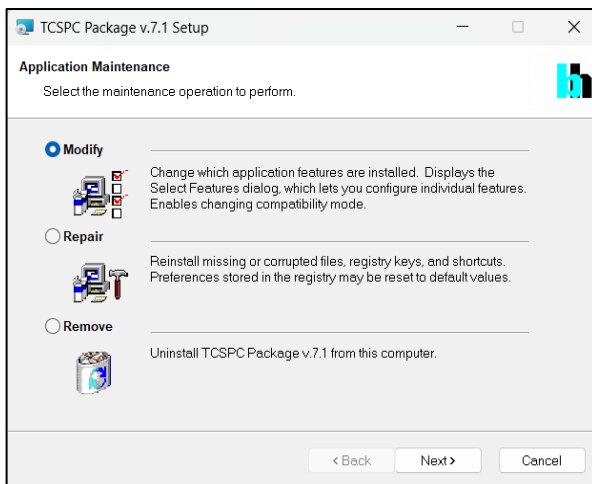 TCSPC Package v.7.1 Setup
Application Maintenance
Select the maintenance operation to perform.
bh
Modify
Change which application features are installed. Displays the
Select Features dialog, which lets you configure individual features.
Enables changing compatibility mode.
Repair
Reinstall missing or corrupted files, registry keys, and shortcuts.
Preferences stored in the registry may be reset to default values.
Remove
Uninstall TCSPC Package v.7.1 from this computer.
< Back
Next >
Cancel